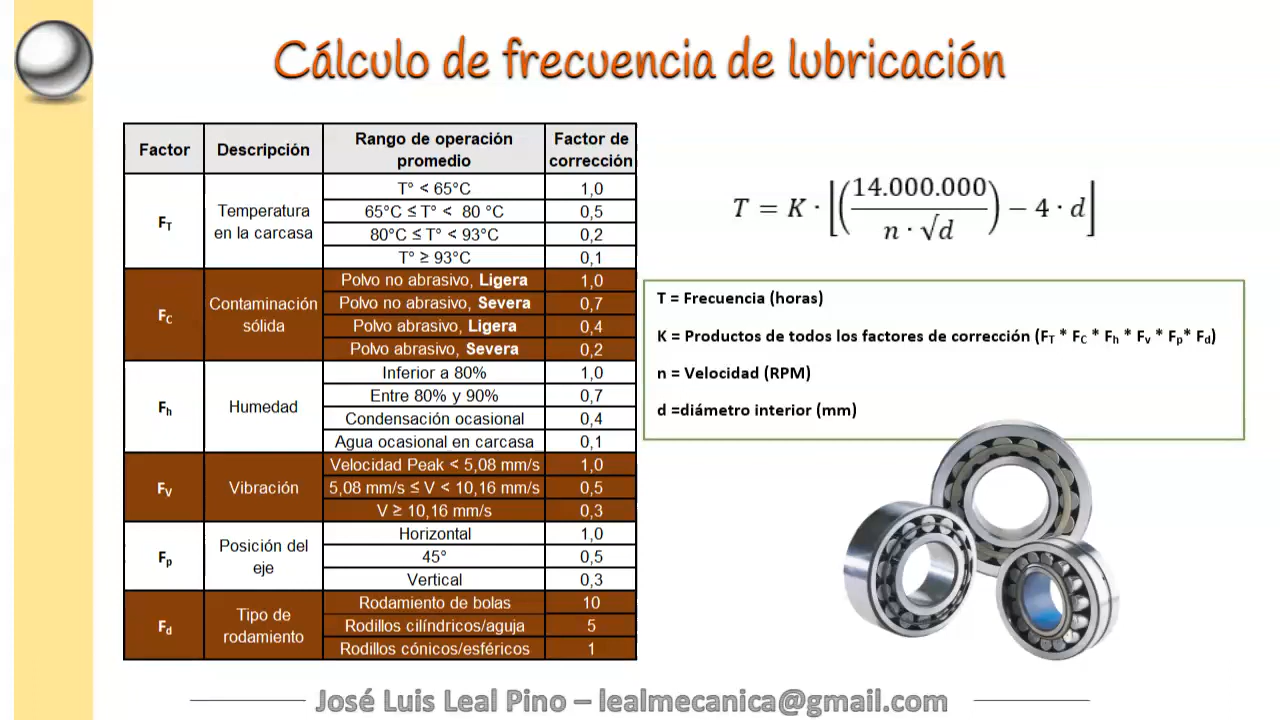 Cálculo de frecuencia de lubricación
Factor Descripción Rango de operación promedio Factor de corrección
F_T Temperatura en la carcasa
T° < 65°C 1,0
65°C ≤ T° < 80 °C 0,5
80°C ≤ T° < 93°C 0,2
T° ≥ 93°C 0,1
F_C Contaminación sólida
Polvo no abrasivo, Ligera 1,0
Polvo no abrasivo, Severa 0,7
Polvo abrasivo, Ligera 0,4
Polvo abrasivo, Severa 0,2
F_h Humedad
Inferior a 80% 1,0
Entre 80% y 90% 0,7
Condensación ocasional 0,4
Agua ocasional en carcasa 0,1
F_V Vibración
Velocidad Peak < 5,08 mm/s 1,0
5,08 mm/s ≤ V < 10,16 mm/s 0,5
V ≥ 10,16 mm/s 0,3
F_p Posición del eje
Horizontal 1,0
45° 0,5
Vertical 0,3
F_d Tipo de rodamiento
Rodamiento de bolas 10
Rodillos cilíndricos/aguja 5
Rodillos cónicos/esféricos 1
T = K · [(14.000.000 / n · √d) − 4 · d]
T = Frecuencia (horas)
K = Productos de todos los factores de corrección (F_T * F_C * F_h * F_v * F_p* F_d)
n = Velocidad (RPM)
d =diámetro interior (mm)
José Luis Leal Pino – lealmecanica@gmail.com